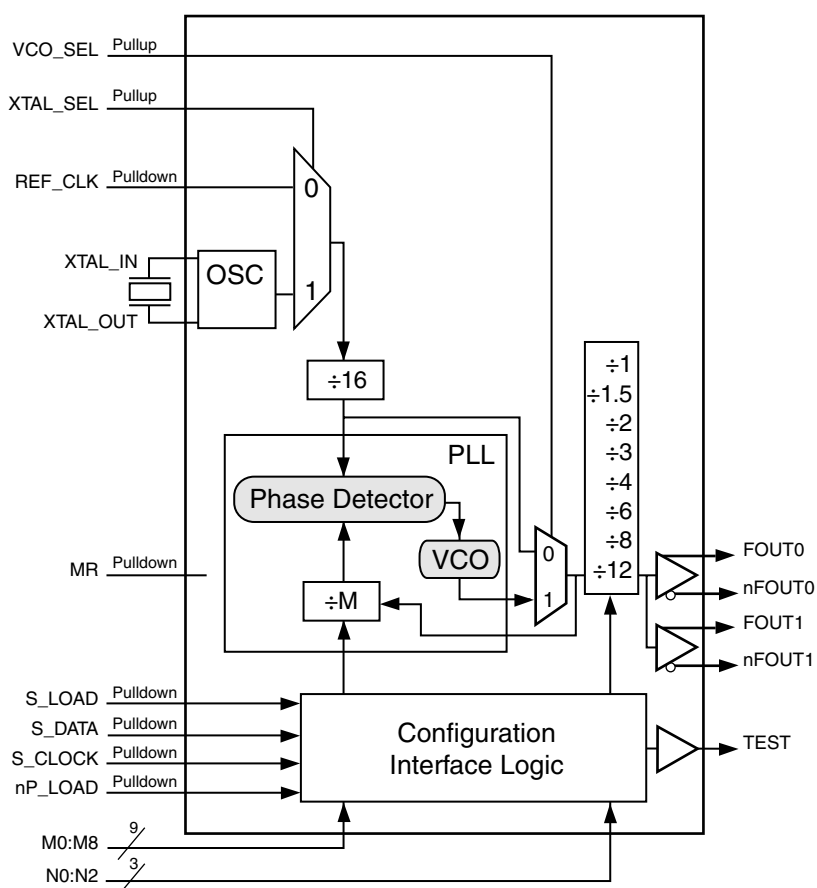 VCO_SEL Pullup
XTAL_SEL Pullup
REF_CLK Pulldown
0
XTAL_IN
OSC
1
XTAL_OUT
÷16
÷1
÷1.5
÷2
÷3
÷4
÷6
÷8
÷12
PLL
Phase Detector
VCO
0
1
÷M
MR Pulldown
FOUT0
nFOUT0
FOUT1
nFOUT1
S_LOAD Pulldown
S_DATA Pulldown
S_CLOCK Pulldown
nP_LOAD Pulldown
Configuration
Interface Logic
TEST
M0:M8 9
N0:N2 3